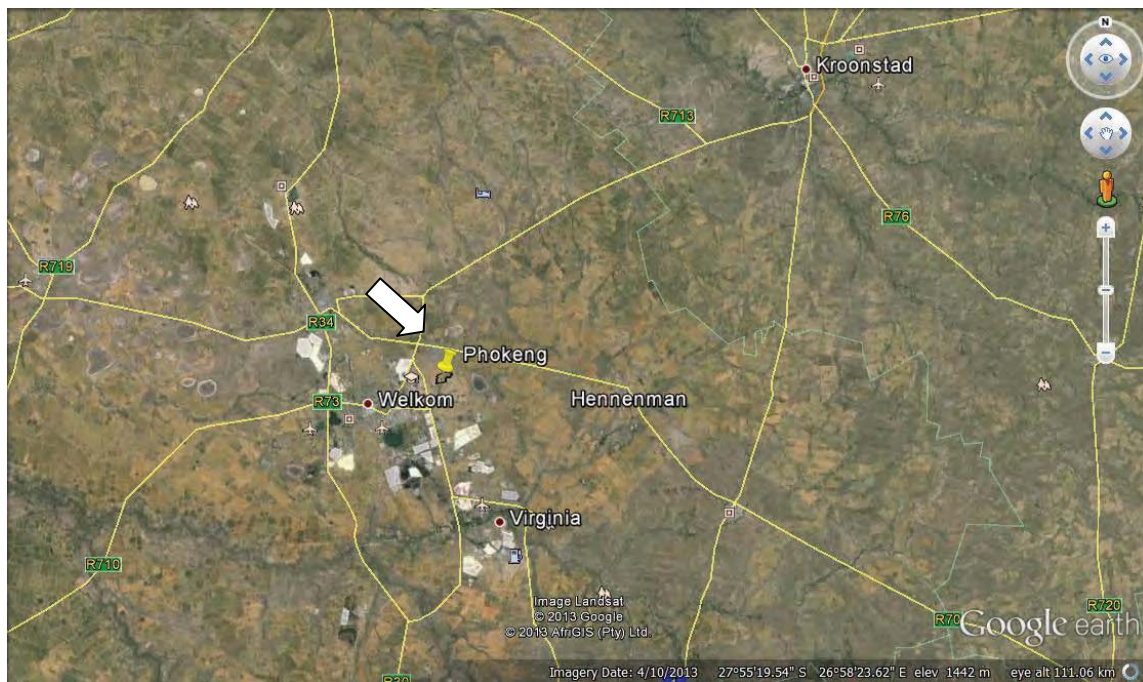 N
Kroonstad
R713
R76
R719
R34
Phokeng
R73
Welkom
Hennenman
Virginia
R710
Image Landsat
© 2013 Google
© 2013 AfriGIS (Pty) Ltd.
R720
R70
Google earth
R30
Imagery Date: 4/10/2013 27°55'19.54" S 26°58'23.62" E elev 1442 m eye alt 111.06 km